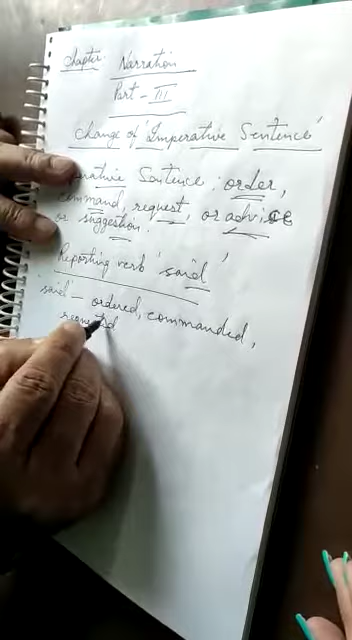 Chapter: Narration
Part - III
'Change of Imperative Sentence'
Sentence: order,
command, request, or advice
or suggestion.
Reporting verb 'said'
'said' - ordered, commanded,
requested